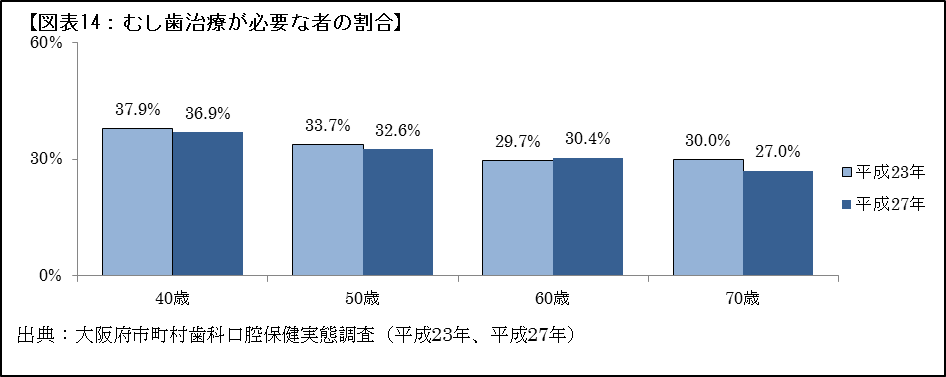 【図表14：むし歯治療が必要な者の割合】
60%
37.9% 36.9% 33.7% 32.6% 29.7% 30.4% 30.0% 27.0%
30%
平成23年
平成27年
0%
40歳 50歳 60歳 70歳
出典：大阪府市町村歯科口腔保健実態調査（平成23年、平成27年）